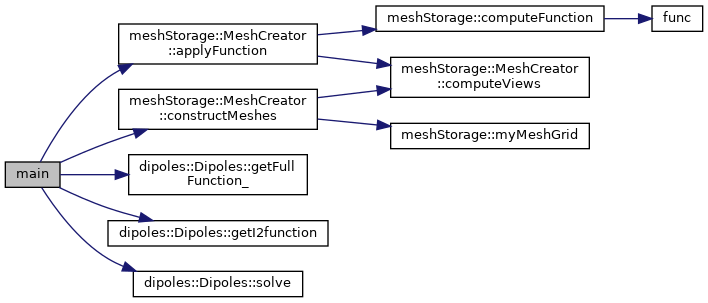 main
meshStorage::MeshCreator
::applyFunction
meshStorage::MeshCreator
::constructMeshes
dipoles::Dipoles::getFull
Function_
dipoles::Dipoles::getI2function
dipoles::Dipoles::solve
meshStorage::computeFunction
meshStorage::MeshCreator
::computeViews
meshStorage::myMeshGrid
func